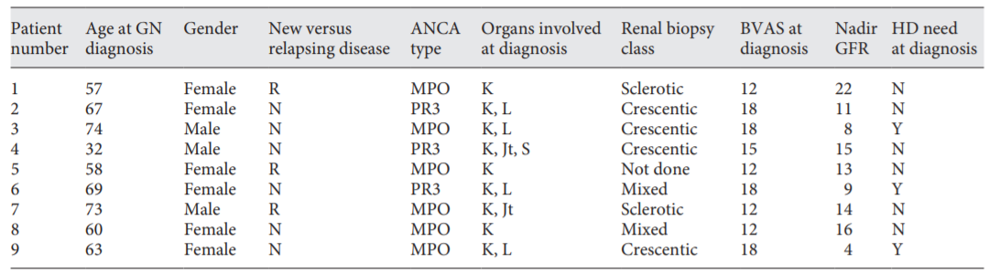 Patient number Age at GN diagnosis Gender New versus relapsing disease ANCA type Organs involved at diagnosis Renal biopsy class BVAS at diagnosis Nadir GFR HD need at diagnosis
1 57 Female R MPO K Sclerotic 12 22 N
2 67 Female N PR3 K, L Crescentic 18 11 N
3 74 Male N MPO K, L Crescentic 18 8 Y
4 32 Male N PR3 K, Jt, S Crescentic 15 15 N
5 58 Female R MPO K Not done 12 13 N
6 69 Female N PR3 K, L Mixed 18 9 Y
7 73 Male R MPO K, Jt Sclerotic 12 14 N
8 60 Female N MPO K Mixed 12 16 N
9 63 Female N MPO K, L Crescentic 18 4 Y